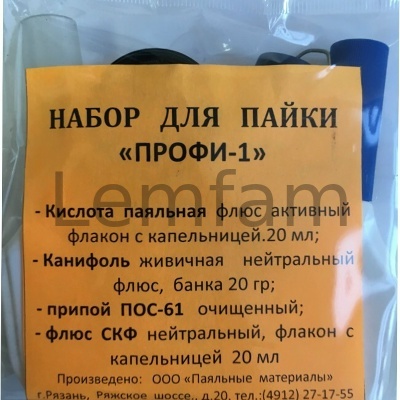 НАБОР ДЛЯ ПАЙКИ
«ПРОФИ-1»
Lemfam
- Кислота паяльная флюс активный
флакон с капельницей.20 мл;
- Канифоль живичная нейтральный
флюс, банка 20 гр;
- припой ПОС-61 очищенный;
- флюс СКФ нейтральный, флакон с
капельницей 20 мл
Произведено: ООО «Паяльные материалы»
г.Рязань, Ряжское шоссе., д.20, тел.:(4912) 27-17-55